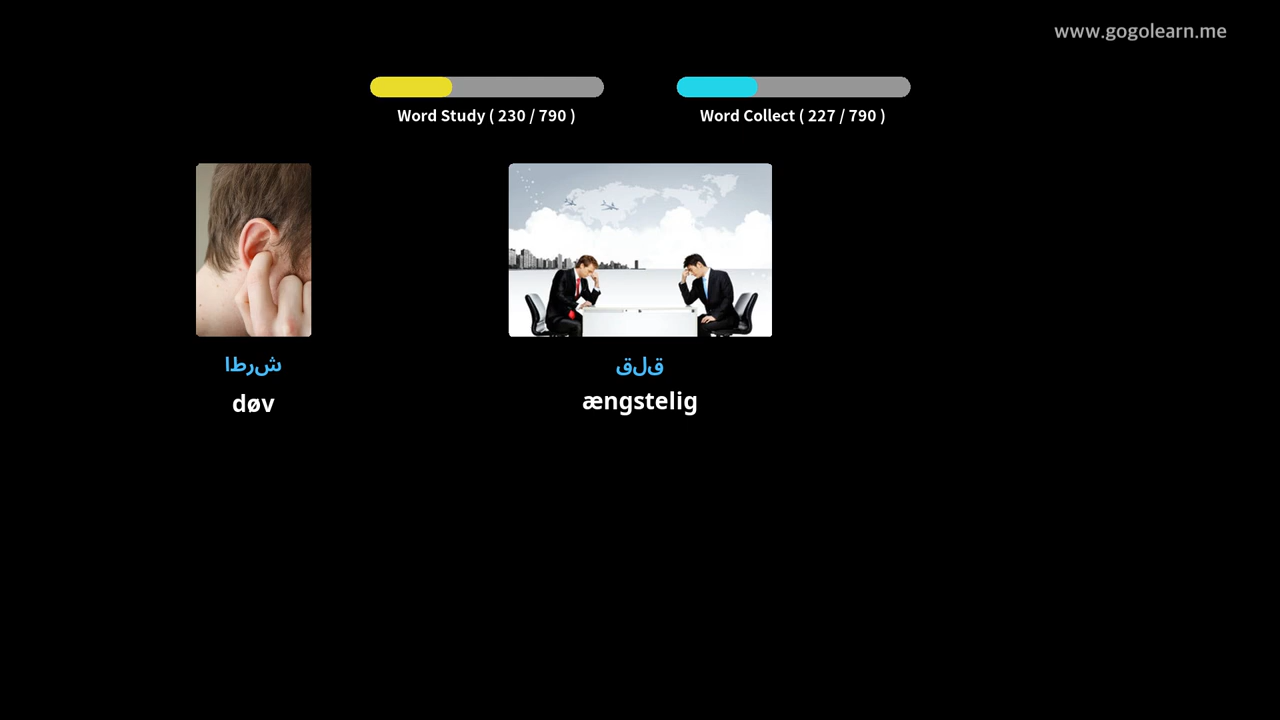 www.gogolearn.me
Word Study ( 230 / 790 )
Word Collect ( 227 / 790 )
شرطا
døv
قلق
ængstelig